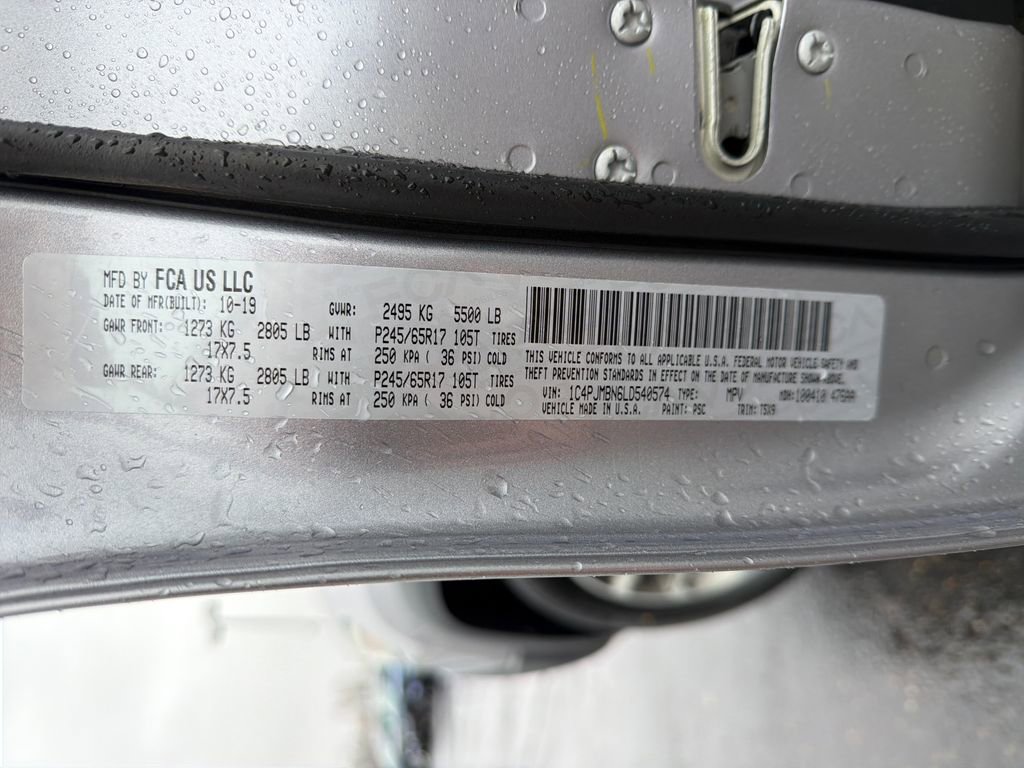 MFD BY FCA US LLC
DATE OF MFR(BUILT): 10-19 GVWR: 2495 KG 5500 LB
GAWR FRONT: 1273 KG 2805 LB WITH P245/65R17 105T TIRES
17X7.5 RIMS AT 250 KPA ( 36 PSI) COLD
GAWR REAR: 1273 KG 2805 LB WITH P245/65R17 105T TIRES
17X7.5 RIMS AT 250 KPA ( 36 PSI) COLD
THIS VEHICLE CONFORMS TO ALL APPLICABLE U.S.A. FEDERAL MOTOR VEHICLE SAFETY AND
THEFT PREVENTION STANDARDS IN EFFECT ON THE DATE OF MANUFACTURE SHOWN ABOVE.
VIN: 1C4PJMBN6LD540574 TYPE: MPV MDH:100410 475AA
VEHICLE MADE IN U.S.A. PAINT: PSC TRIM: T5X9